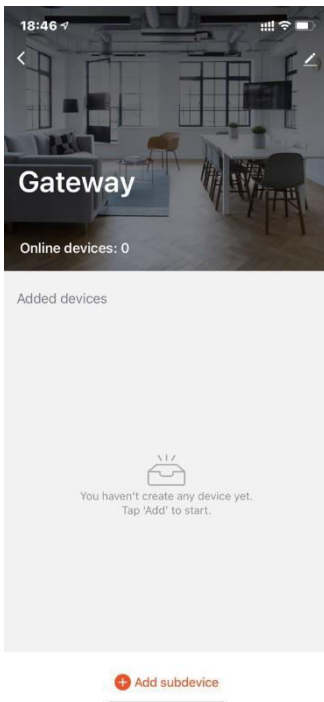 18:46
Gateway
Online devices: 0
Added devices
You haven't create any device yet.
Tap 'Add' to start.
Add subdevice